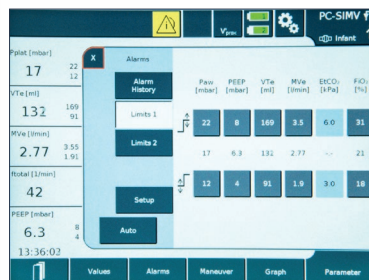 PC-SIMV
Vprox
Infant
Pplat [mbar]
17
22
12
VTe [ml]
132
169
91
MVe [l/min]
2.77
3.55
1.91
ftotal [1/min]
42
PEEP [mbar]
6.3
8
4
13:36:02
X
Alarms
Alarm
History
Limits 1
Limits 2
Setup
Auto
Paw PEEP VTe MVe EtCO₂ FiO₂
[mbar] [mbar] [ml] [l/min] [kPa] [%]
22 8 169 3.5 6.0 31
17 6.3 132 2.77 -.- 21
12 4 91 1.9 3.0 18
Values Alarms Maneuver Graph Parameter